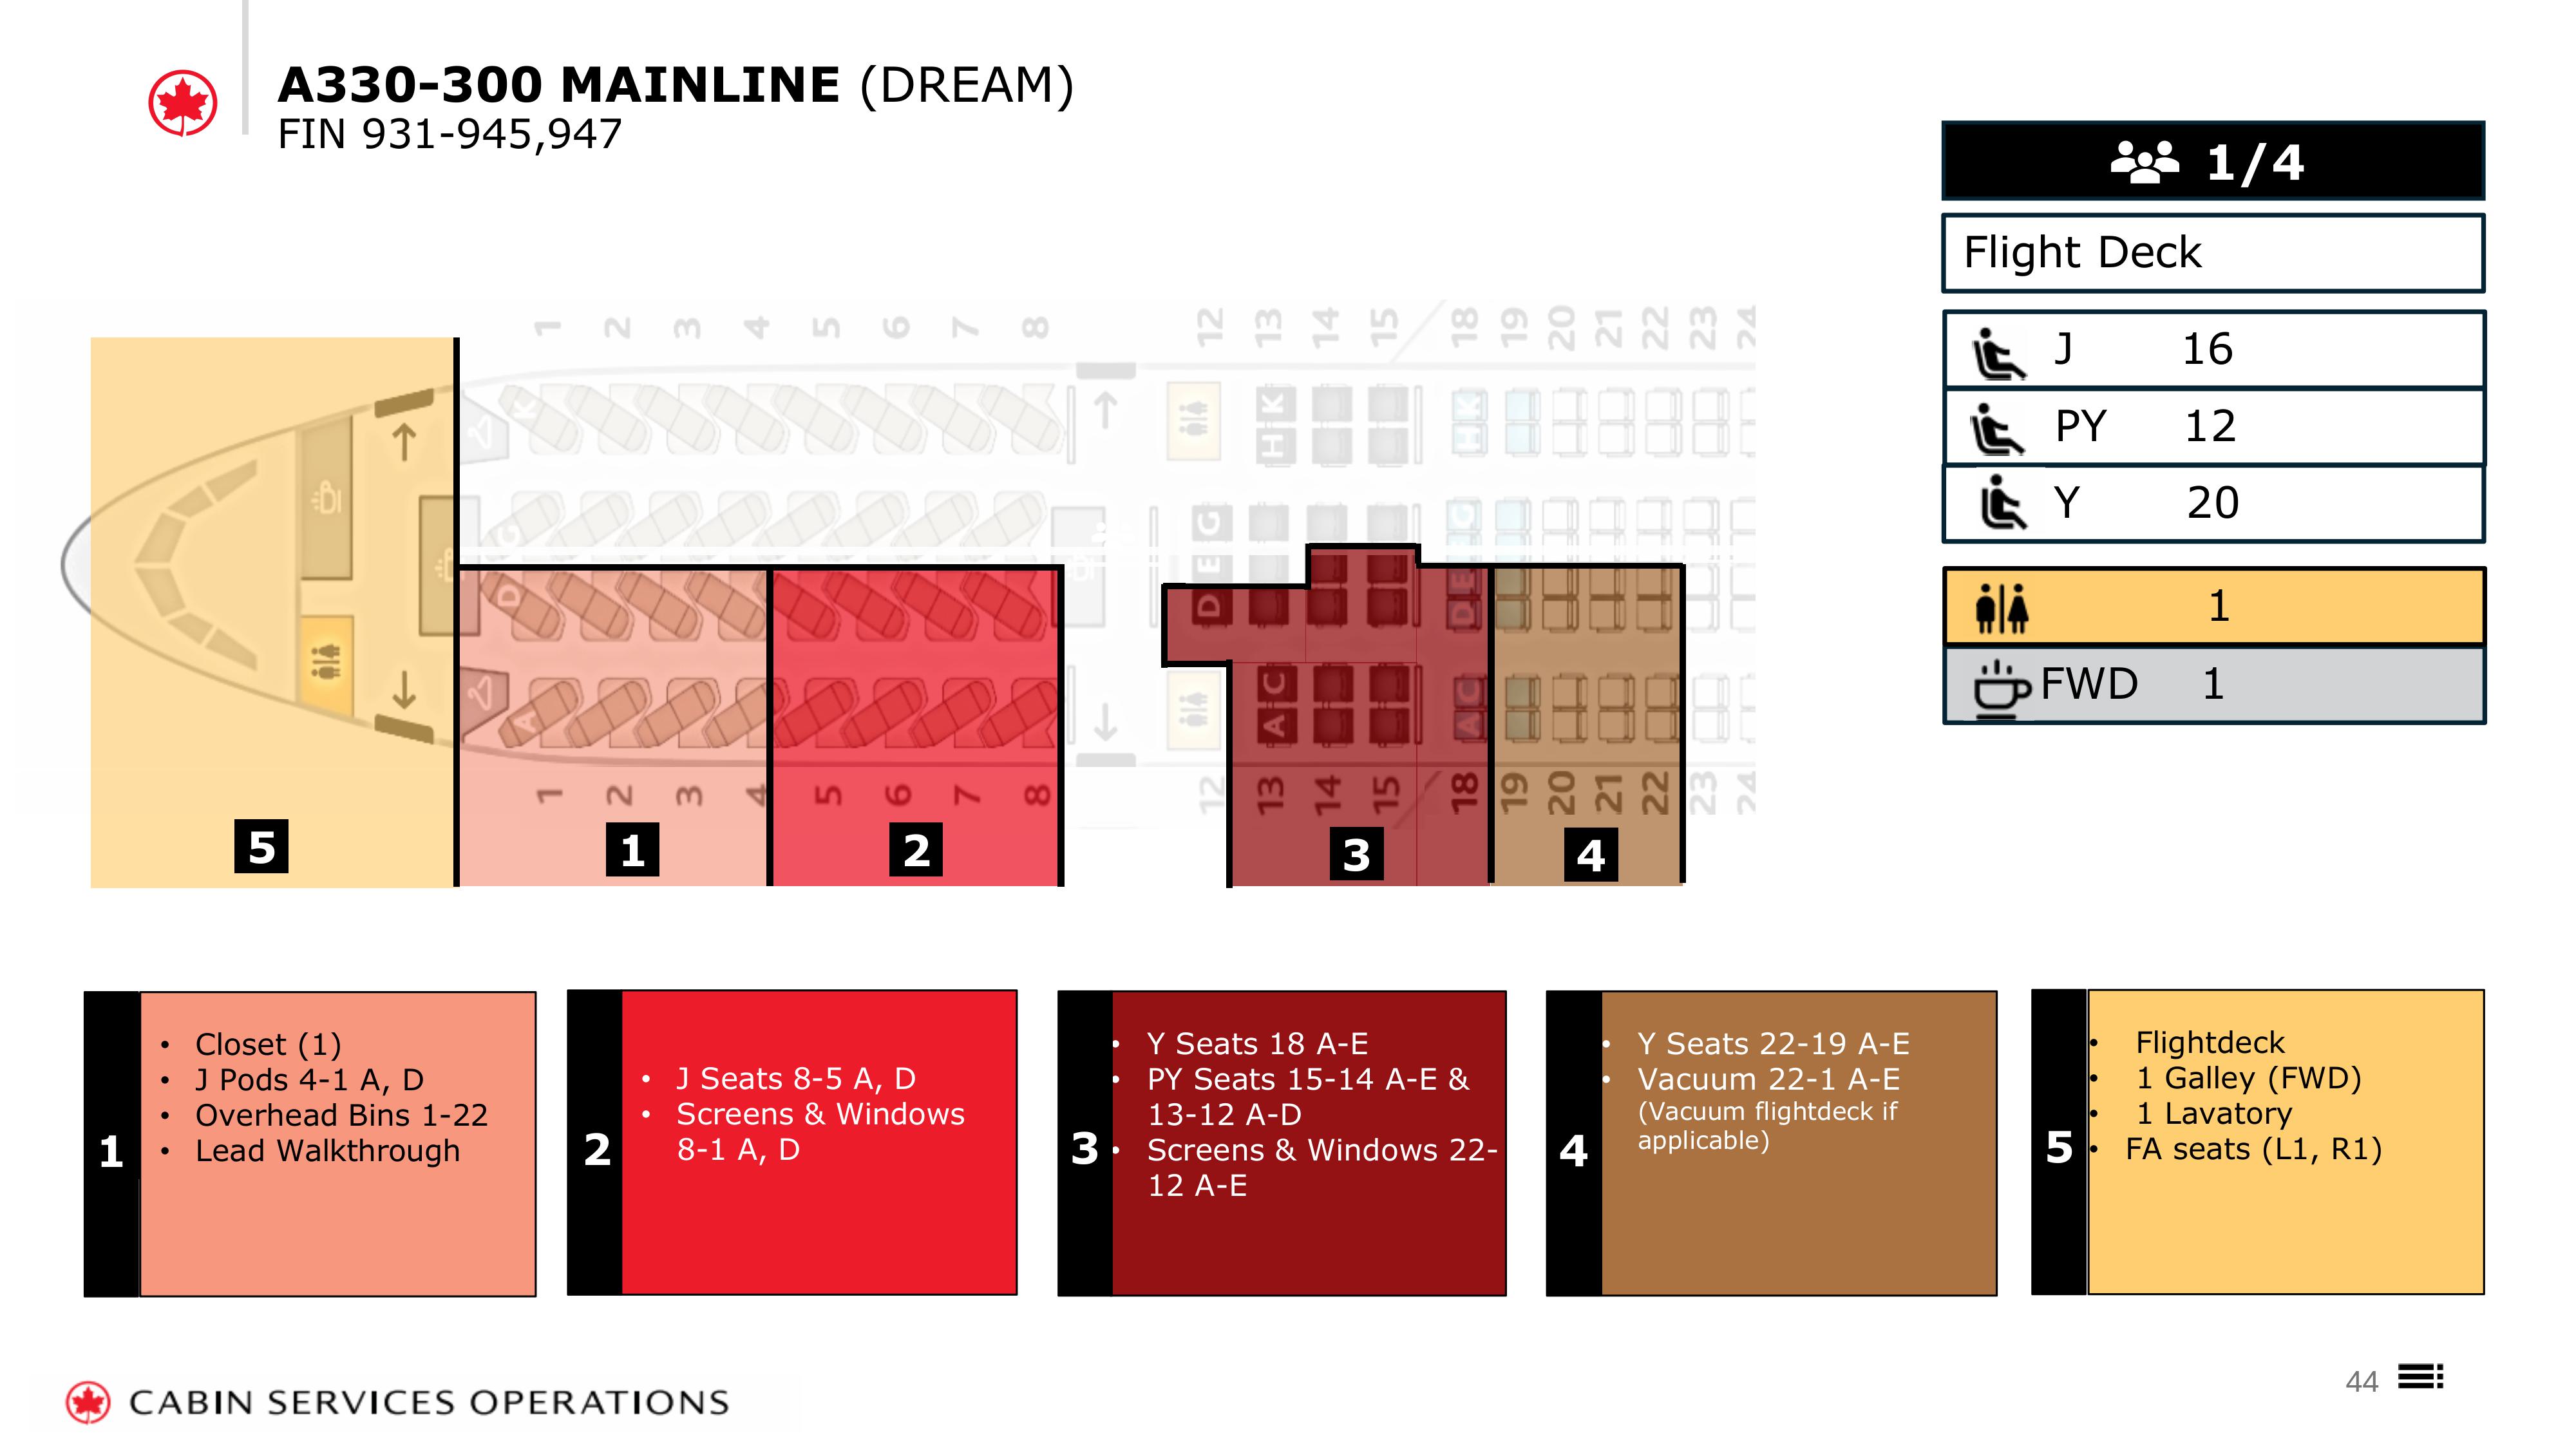 A330-300 MAINLINE (DREAM)
FIN 931-945,947
1/4
Flight Deck
J 16
PY 12
Y 20
1
FWD 1
1 2 3 4 5 6 7 8 12 13 14 15 18 19 20 21 22 23 24
K H K H K
G G G
D D E D E
A A C A C
1 2 3 4 5 6 7 8 12 13 14 15 18 19 20 21 22 23 24
5 1 2 3 4
1
• Closet (1)
• J Pods 4-1 A, D
• Overhead Bins 1-22
• Lead Walkthrough
2
• J Seats 8-5 A, D
• Screens & Windows
8-1 A, D
3
• Y Seats 18 A-E
• PY Seats 15-14 A-E &
13-12 A-D
• Screens & Windows 22-
12 A-E
4
• Y Seats 22-19 A-E
• Vacuum 22-1 A-E
(Vacuum flightdeck if
applicable)
5
• Flightdeck
• 1 Galley (FWD)
• 1 Lavatory
• FA seats (L1, R1)
CABIN SERVICES OPERATIONS
44